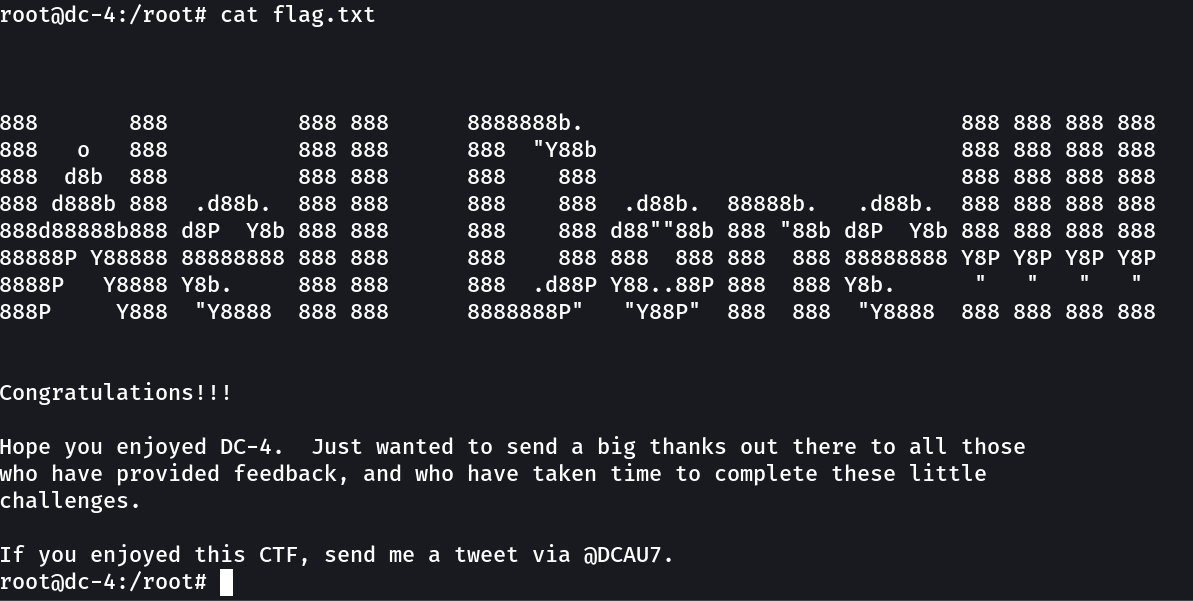 root@dc-4:/root# cat flag.txt
888       888          888 888      8888888b.                             888 888 888 888
888   o   888          888 888      888  "Y88b                            888 888 888 888
888  d8b  888          888 888      888    888                            888 888 888 888
888 d888b 888  .d88b.  888 888      888    888  .d88b.  88888b.   .d88b.  888 888 888 888
888d88888b888 d8P  Y8b 888 888      888    888 d88""88b 888 "88b d8P  Y8b 888 888 888 888
88888P Y88888 88888888 888 888      888    888 888  888 888  888 88888888 Y8P Y8P Y8P Y8P
8888P   Y8888 Y8b.     888 888      888  .d88P Y88..88P 888  888 Y8b.      "   "   "   "
888P     Y888  "Y8888  888 888      8888888P"   "Y88P"  888  888  "Y8888  888 888 888 888
Congratulations!!!
Hope you enjoyed DC-4.  Just wanted to send a big thanks out there to all those
who have provided feedback, and who have taken time to complete these little
challenges.
If you enjoyed this CTF, send me a tweet via @DCAU7.
root@dc-4:/root#